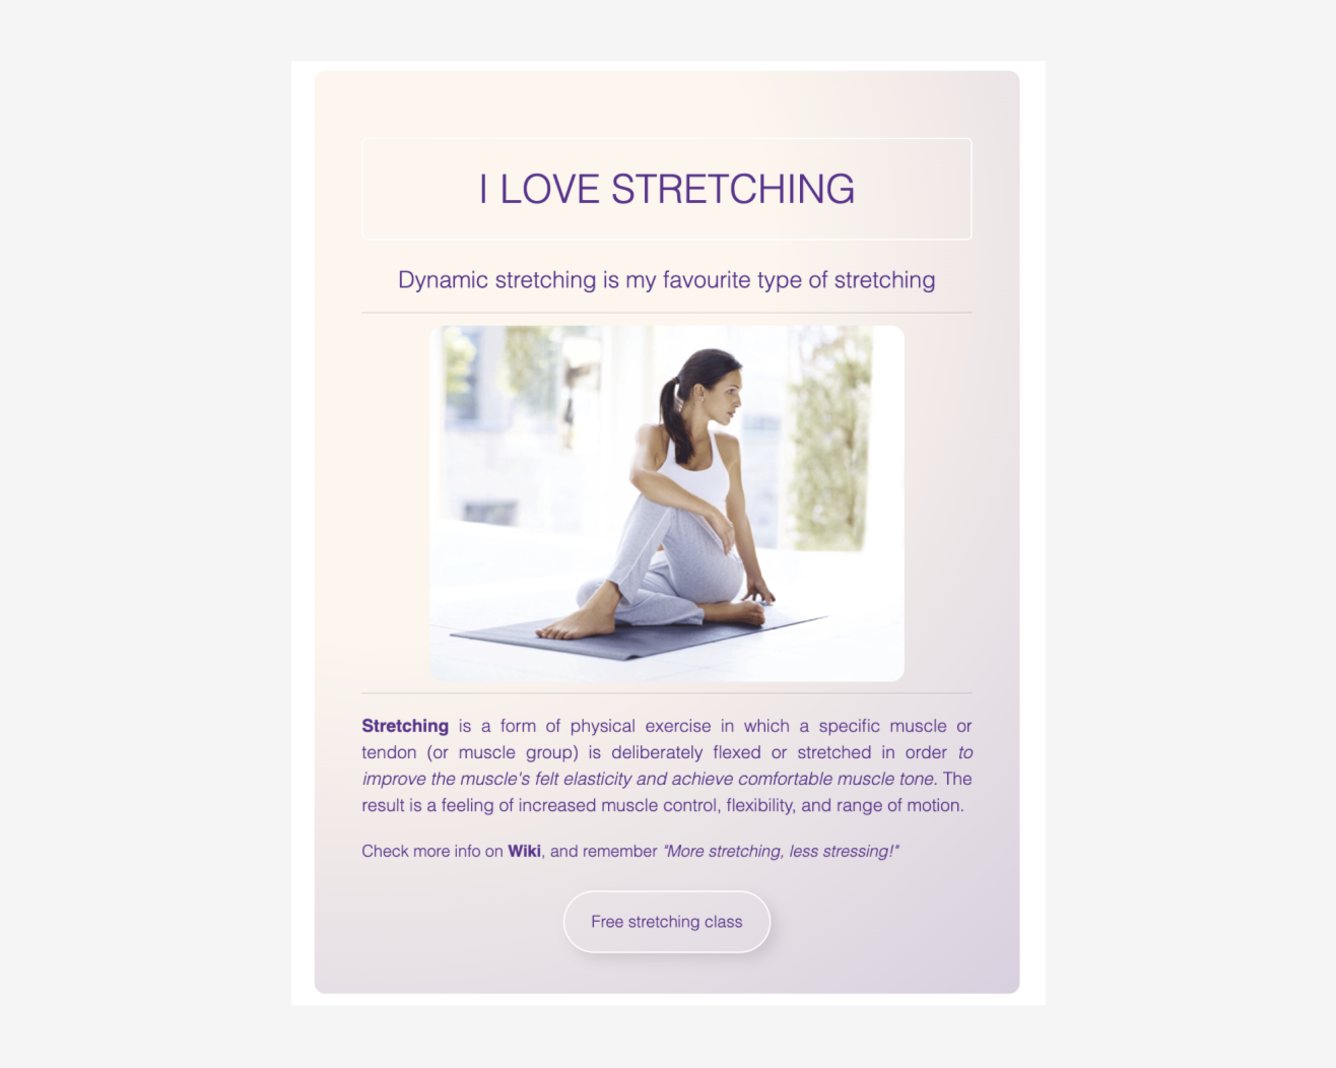 I LOVE STRETCHING
Dynamic stretching is my favourite type of stretching
Stretching is a form of physical exercise in which a specific muscle or
tendon (or muscle group) is deliberately flexed or stretched in order to
improve the muscle's felt elasticity and achieve comfortable muscle tone. The
result is a feeling of increased muscle control, flexibility, and range of motion.
Check more info on Wiki, and remember "More stretching, less stressing!"
Free stretching class